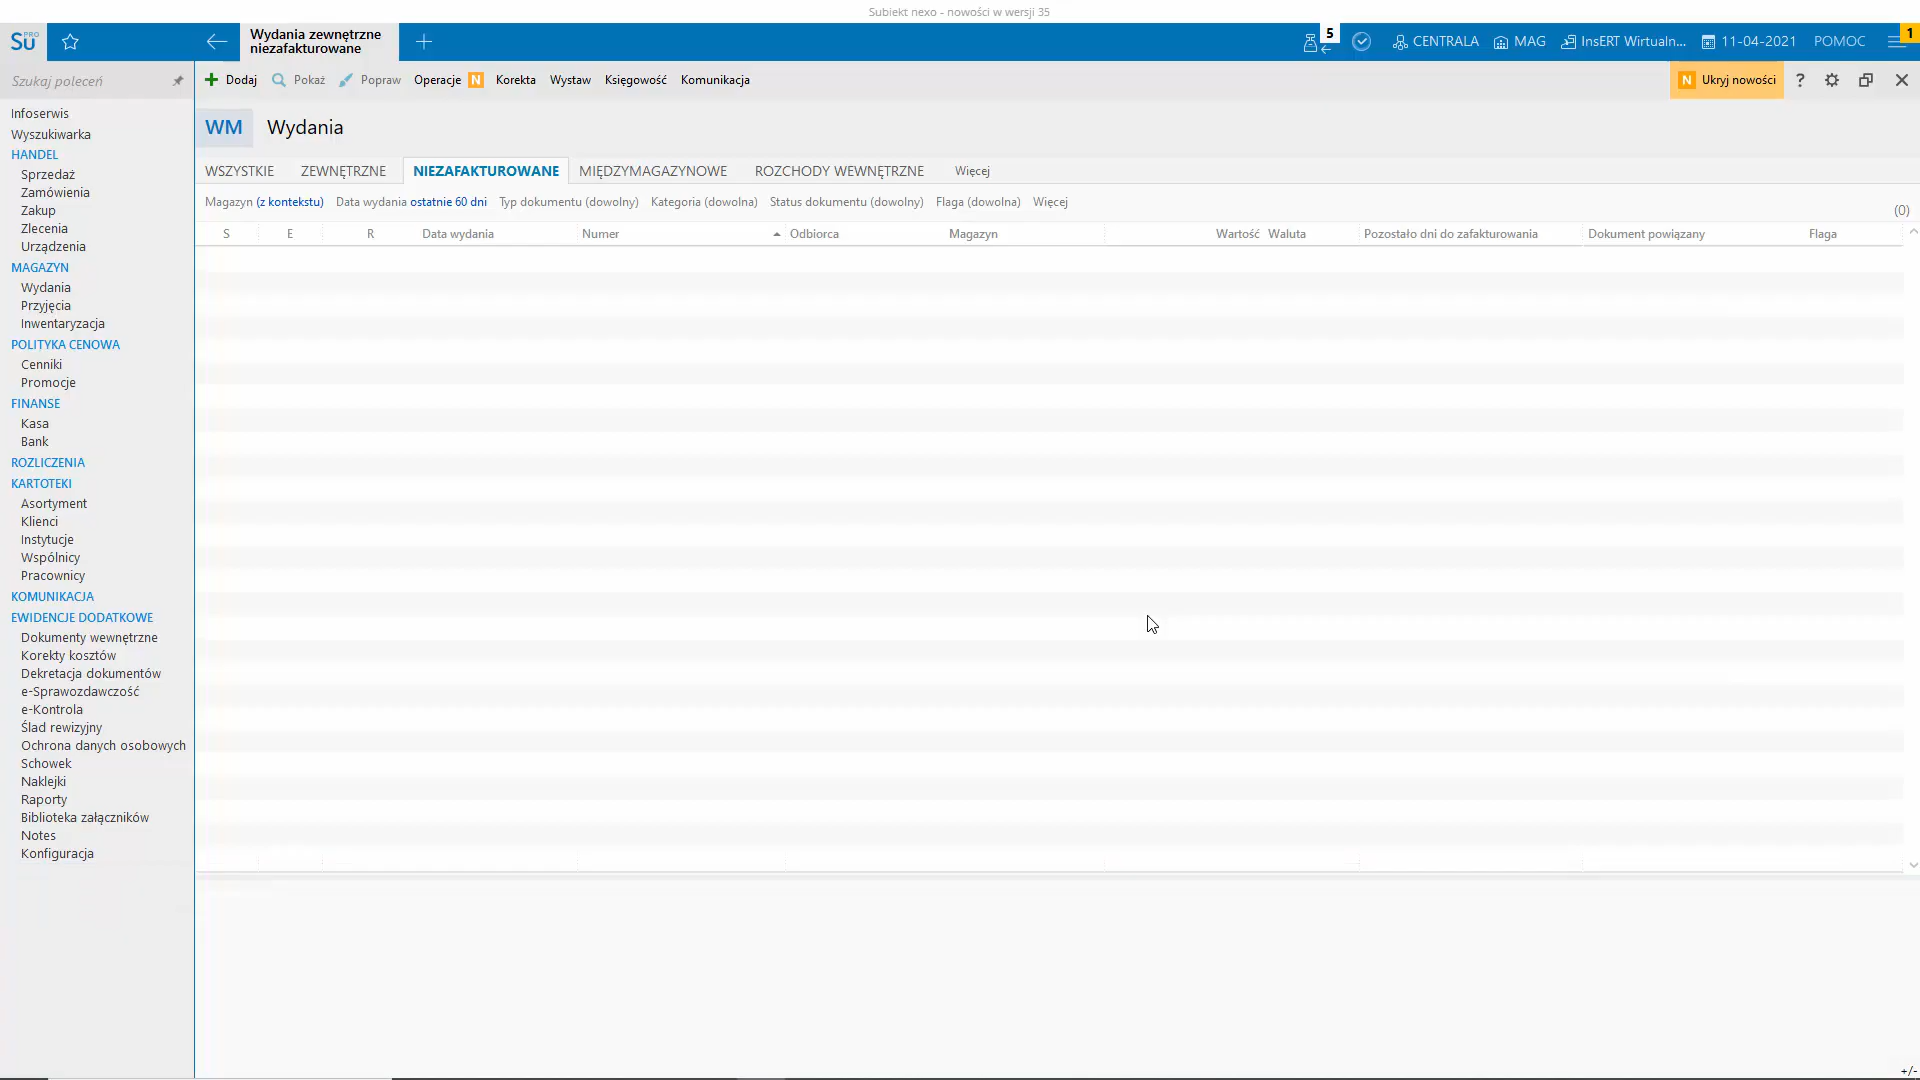 Subiekt nexo - nowości w wersji 35
Su PRO
Wydania zewnętrzne
niezafakturowane
5
CENTRALA
MAG
InsERT Wirtualn...
11-04-2021
POMOC
1
Szukaj poleceń
Dodaj
Pokaż
Popraw
Operacje
N
Korekta
Wystaw
Księgowość
Komunikacja
N Ukryj nowości
?
Infoserwis
Wyszukiwarka
HANDEL
Sprzedaż
Zamówienia
Zakup
Zlecenia
Urządzenia
MAGAZYN
Wydania
Przyjęcia
Inwentaryzacja
POLITYKA CENOWA
Cenniki
Promocje
FINANSE
Kasa
Bank
ROZLICZENIA
KARTOTEKI
Asortyment
Klienci
Instytucje
Wspólnicy
Pracownicy
KOMUNIKACJA
EWIDENCJE DODATKOWE
Dokumenty wewnętrzne
Korekty kosztów
Dekretacja dokumentów
e-Sprawozdawczość
e-Kontrola
Ślad rewizyjny
Ochrona danych osobowych
Schowek
Naklejki
Raporty
Biblioteka załączników
Notes
Konfiguracja
WM Wydania
WSZYSTKIE ZEWNĘTRZNE NIEZAFAKTUROWANE MIĘDZYMAGAZYNOWE ROZCHODY WEWNĘTRZNE Więcej
Magazyn (z kontekstu) Data wydania ostatnie 60 dni Typ dokumentu (dowolny) Kategoria (dowolna) Status dokumentu (dowolny) Flaga (dowolna) Więcej
(0)
S E R Data wydania Numer Odbiorca Magazyn Wartość Waluta Pozostało dni do zafakturowania Dokument powiązany Flaga
+/-